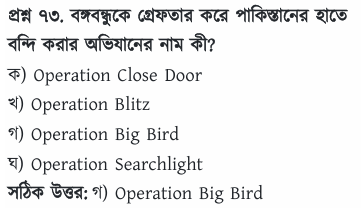 প্রশ্ন ৭৩. বঙ্গবন্ধুকে গ্রেফতার করে পাকিস্তানের হাতে
বন্দি করার অভিযানের নাম কী?
ক) Operation Close Door
খ) Operation Blitz
গ) Operation Big Bird
ঘ) Operation Searchlight
সঠিক উত্তর: গ) Operation Big Bird